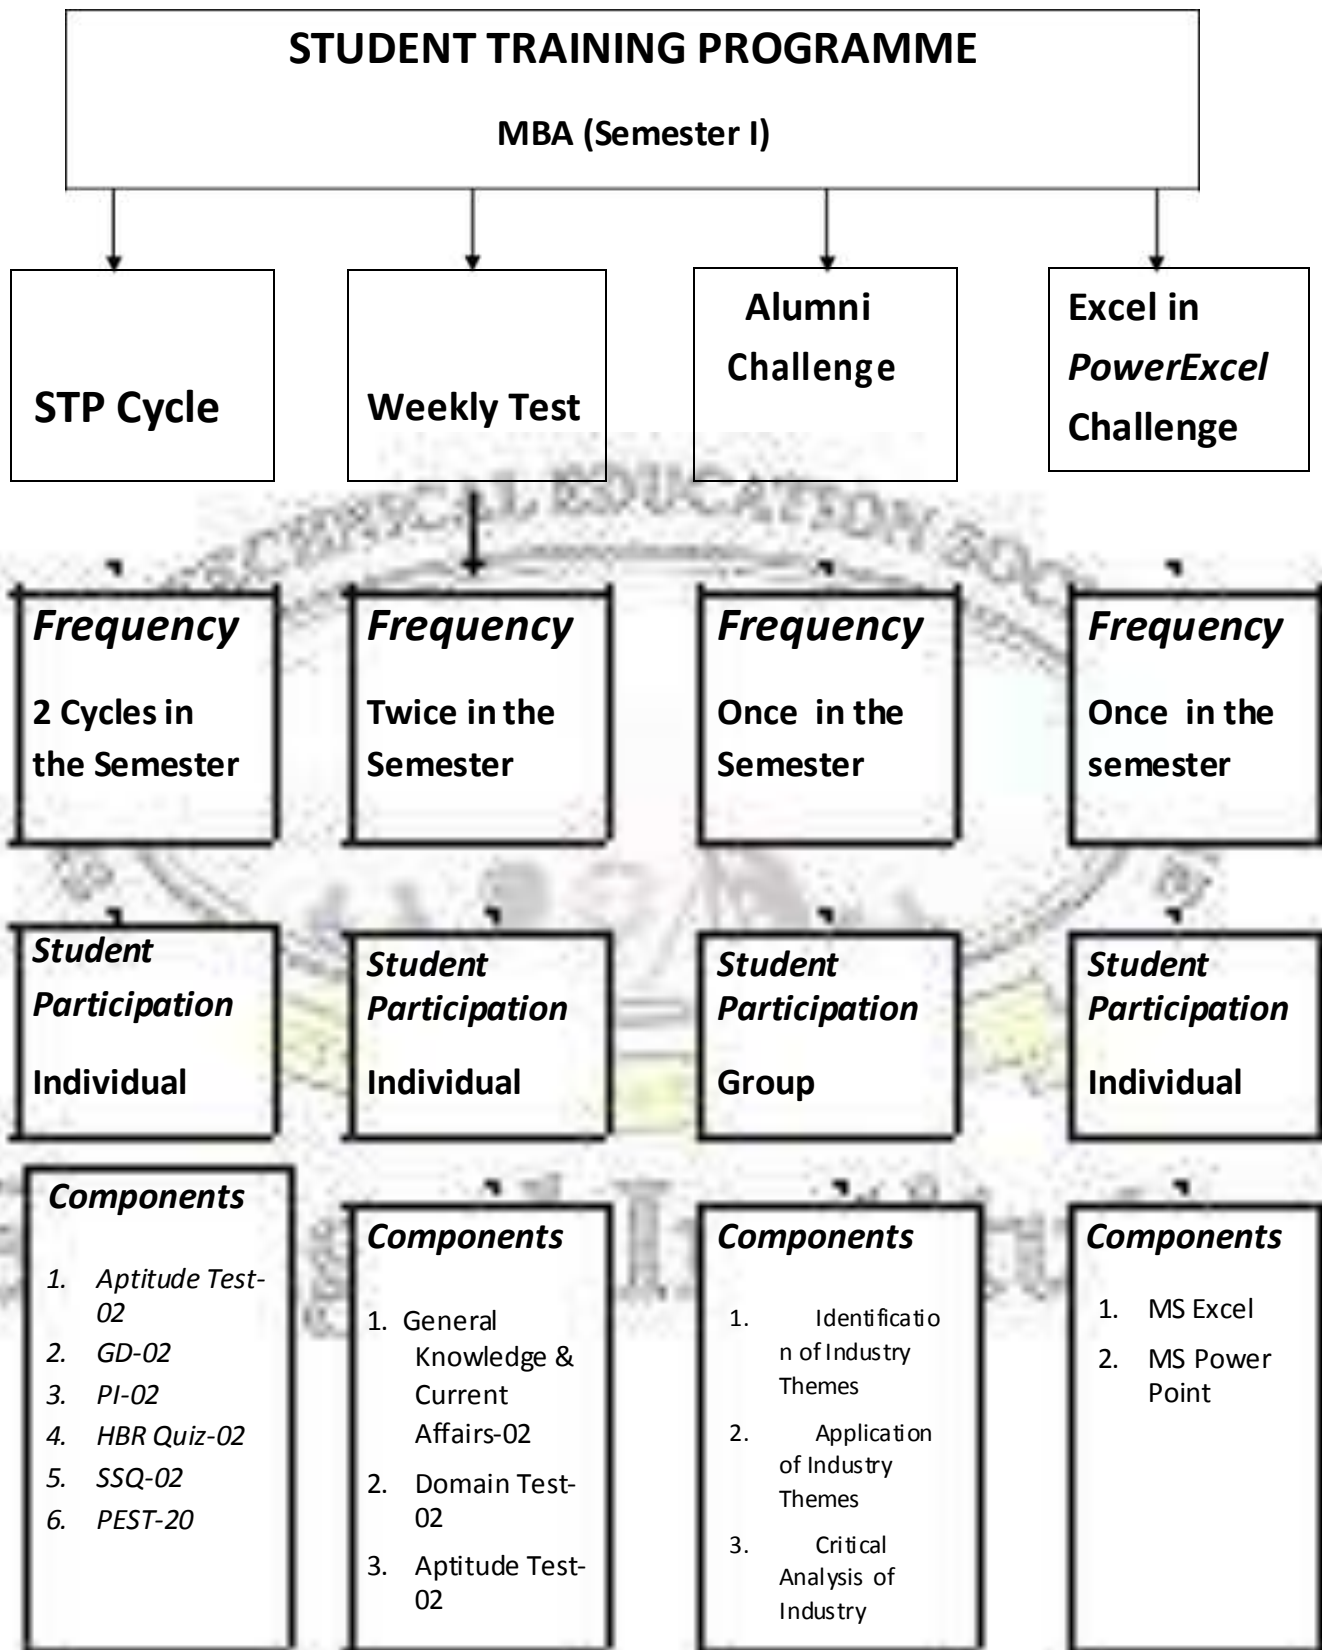 STUDENT TRAINING PROGRAMME
MBA (Semester I)
STP Cycle
Weekly Test
Alumni
Challenge
Excel in
PowerExcel
Challenge
TECHNICAL EDUCATION SOC
Frequency
2 Cycles in
the Semester
Frequency
Twice in the
Semester
Frequency
Once in the
Semester
Frequency
Once in the
semester
Student
Participation
Individual
Student
Participation
Individual
Student
Participation
Group
Student
Participation
Individual
Components
1. Aptitude Test-
02
2. GD-02
3. PI-02
4. HBR Quiz-02
5. SSQ-02
6. PEST-20
Components
1. General
Knowledge &
Current
Affairs-02
2. Domain Test-
02
3. Aptitude Test-
02
Components
1. Identificatio
n of Industry
Themes
2. Application
of Industry
Themes
3. Critical
Analysis of
Industry
Components
1. MS Excel
2. MS Power
Point